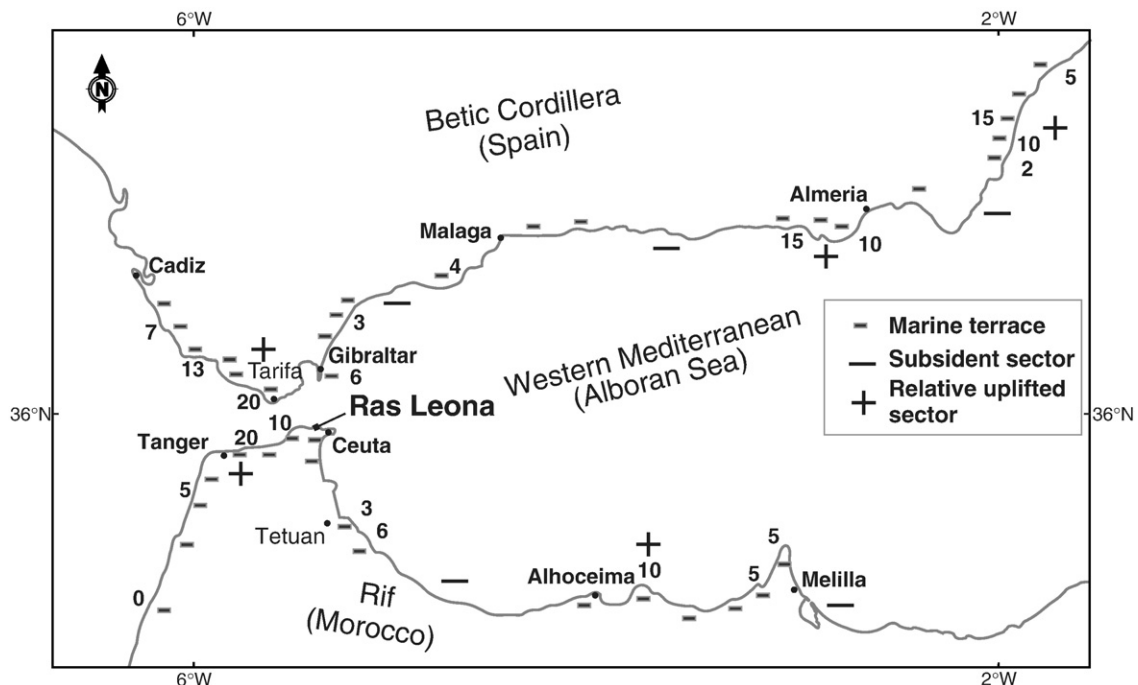 6°W
2°W
N
5
Betic Cordillera
(Spain)
15
10
2
Almeria
Malaga
15
10
Cadiz
4
7
3
13
Gibraltar
Tarifa
6
20
Western Mediterranean
(Alboran Sea)
Marine terrace
Subsident sector
Relative uplifted
sector
36°N
36°N
Ras Leona
10
Tanger
20
Ceuta
5
3
6
Tetuan
5
10
Alhoceima
5
Melilla
0
Rif
(Morocco)
6°W
2°W